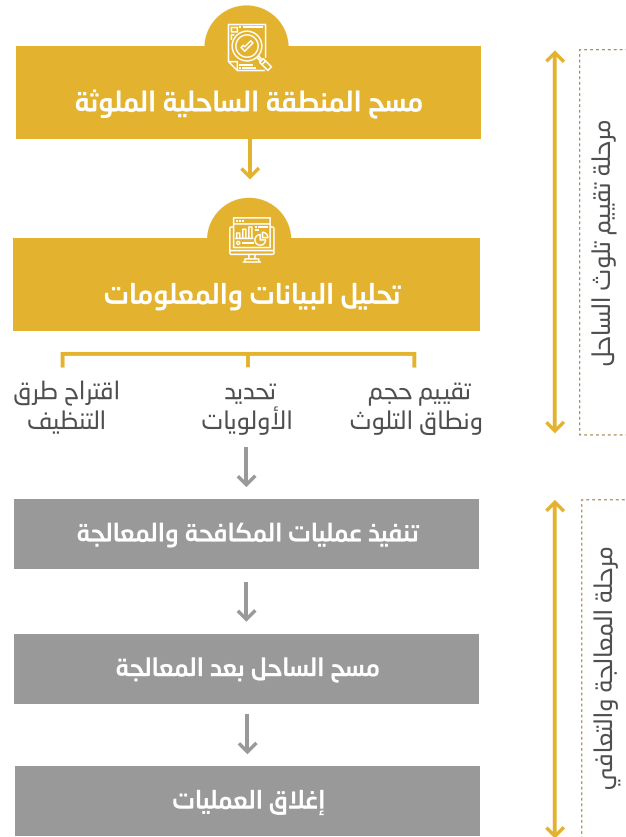 مسح المنطقة الساحلية الملوثة
تحليل البيانات والمعلومات
تقييم حجم
ونطاق التلوث
تحديد
الأولويات
اقتراح طرق
التنظيف
مرحلة تقييم تلوث الساحل
تنفيذ عمليات المكافحة والمعالجة
مسح الساحل بعد المعالجة
إغلاق العمليات
مرحلة المعالجة والتعافي